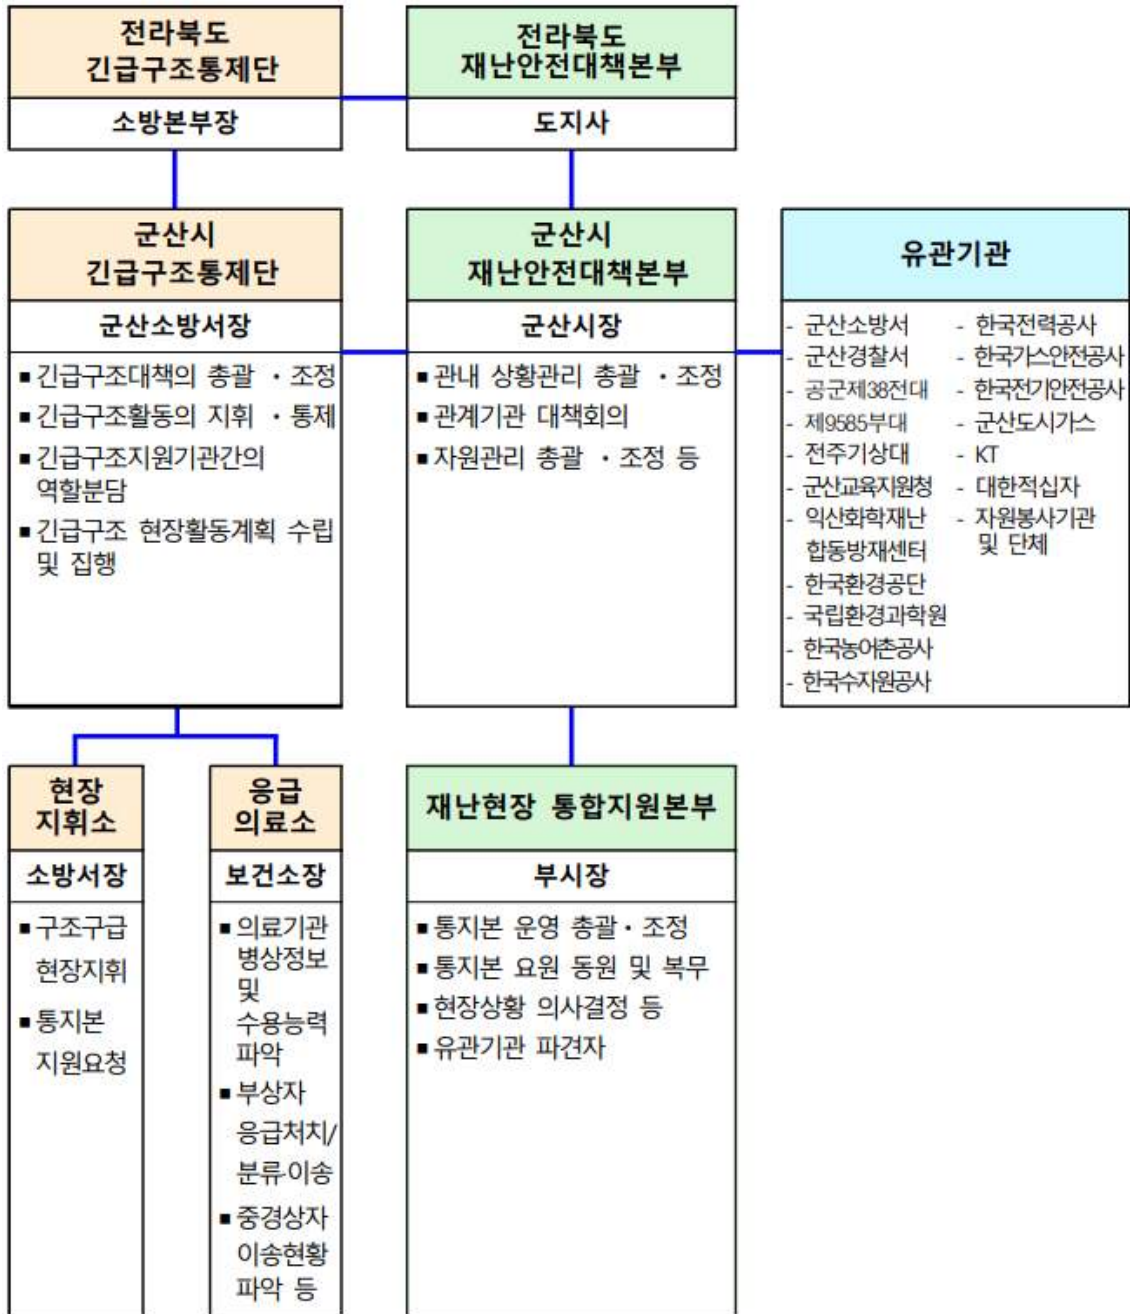 전라북도
긴급구조통제단
소방본부장
전라북도
재난안전대책본부
도지사
군산시
긴급구조통제단
군산소방서장
■ 긴급구조대책의 총괄 ・조정
■ 긴급구조활동의 지휘 ・통제
■ 긴급구조지원기관간의
역할분담
■ 긴급구조 현장활동계획 수립
및 집행
군산시
재난안전대책본부
군산시장
■ 관내 상황관리 총괄 ・조정
■ 관계기관 대책회의
■ 자원관리 총괄 ・조정 등
유관기관
- 군산소방서
- 군산경찰서
- 공군제38전대
- 제9585부대
- 전주기상대
- 군산교육지원청
- 익산화학재난
합동방재센터
- 한국환경공단
- 국립환경과학원
- 한국농어촌공사
- 한국수자원공사
- 한국전력공사
- 한국가스안전공사
- 한국전기안전공사
- 군산도시가스
- KT
- 대한적십자
- 자원봉사기관
및 단체
현장
지휘소
소방서장
■ 구조구급
현장지휘
■ 통지본
지원요청
응급
의료소
보건소장
■ 의료기관
병상정보
및
수용능력
파악
■ 부상자
응급처치/
분류·이송
■ 중경상자
이송현황
파악 등
재난현장 통합지원본부
부시장
■ 통지본 운영 총괄・조정
■ 통지본 요원 동원 및 복무
■ 현장상황 의사결정 등
■ 유관기관 파견자